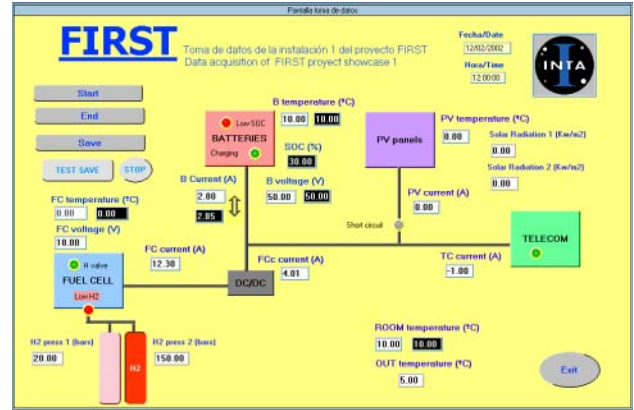 Pantalla toma de datos
FIRST
Toma de datos de la instalación 1 del proyecto FIRST
Data acquisition of FIRST proyect showcase 1
Fecha/Date
12/02/2002
Hora/Time
12:00:00
INTA
Start
End
Save
TEST SAVE
STOP
B temperature (ºC)
10.00 10.00
Low SOC
BATTERIES
Charging
SOC (%)
30.00
B Current (A)
2.80
2.85
B voltage (V)
50.00 50.00
PV panels
PV temperature (ºC)
0.00
Solar Radiation 1 (Kw/m2)
0.00
Solar Radiation 2 (Kw/m2)
0.00
PV current (A)
0.00
Short circuit
TELECOM
TC current (A)
-1.00
FC temperature (ºC)
0.00 0.00
FC voltage (V)
18.00
H valve
FUEL CELL
Low H2
FC current (A)
12.30
DC/DC
FCc current (A)
4.01
H2 press 1 (bars)
20.00
H2
H2 press 2 (bars)
150.00
ROOM temperature (ºC)
10.00 10.00
OUT temperature (ºC)
5.00
Exit